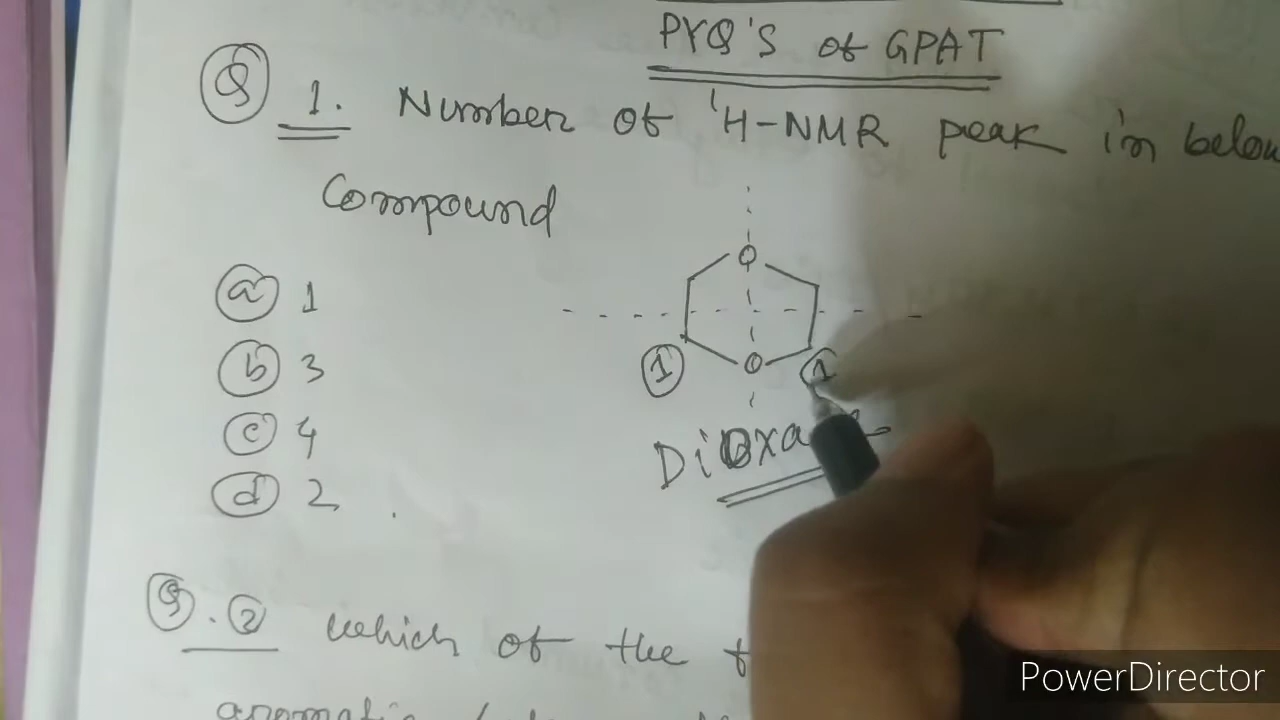 PYQ'S of GPAT
Q 1. Number of ¹H-NMR peak in below
Compound
a 1
b 3
c 4
d 2
O
O
1 1
Q. 2 which of the
PowerDirector